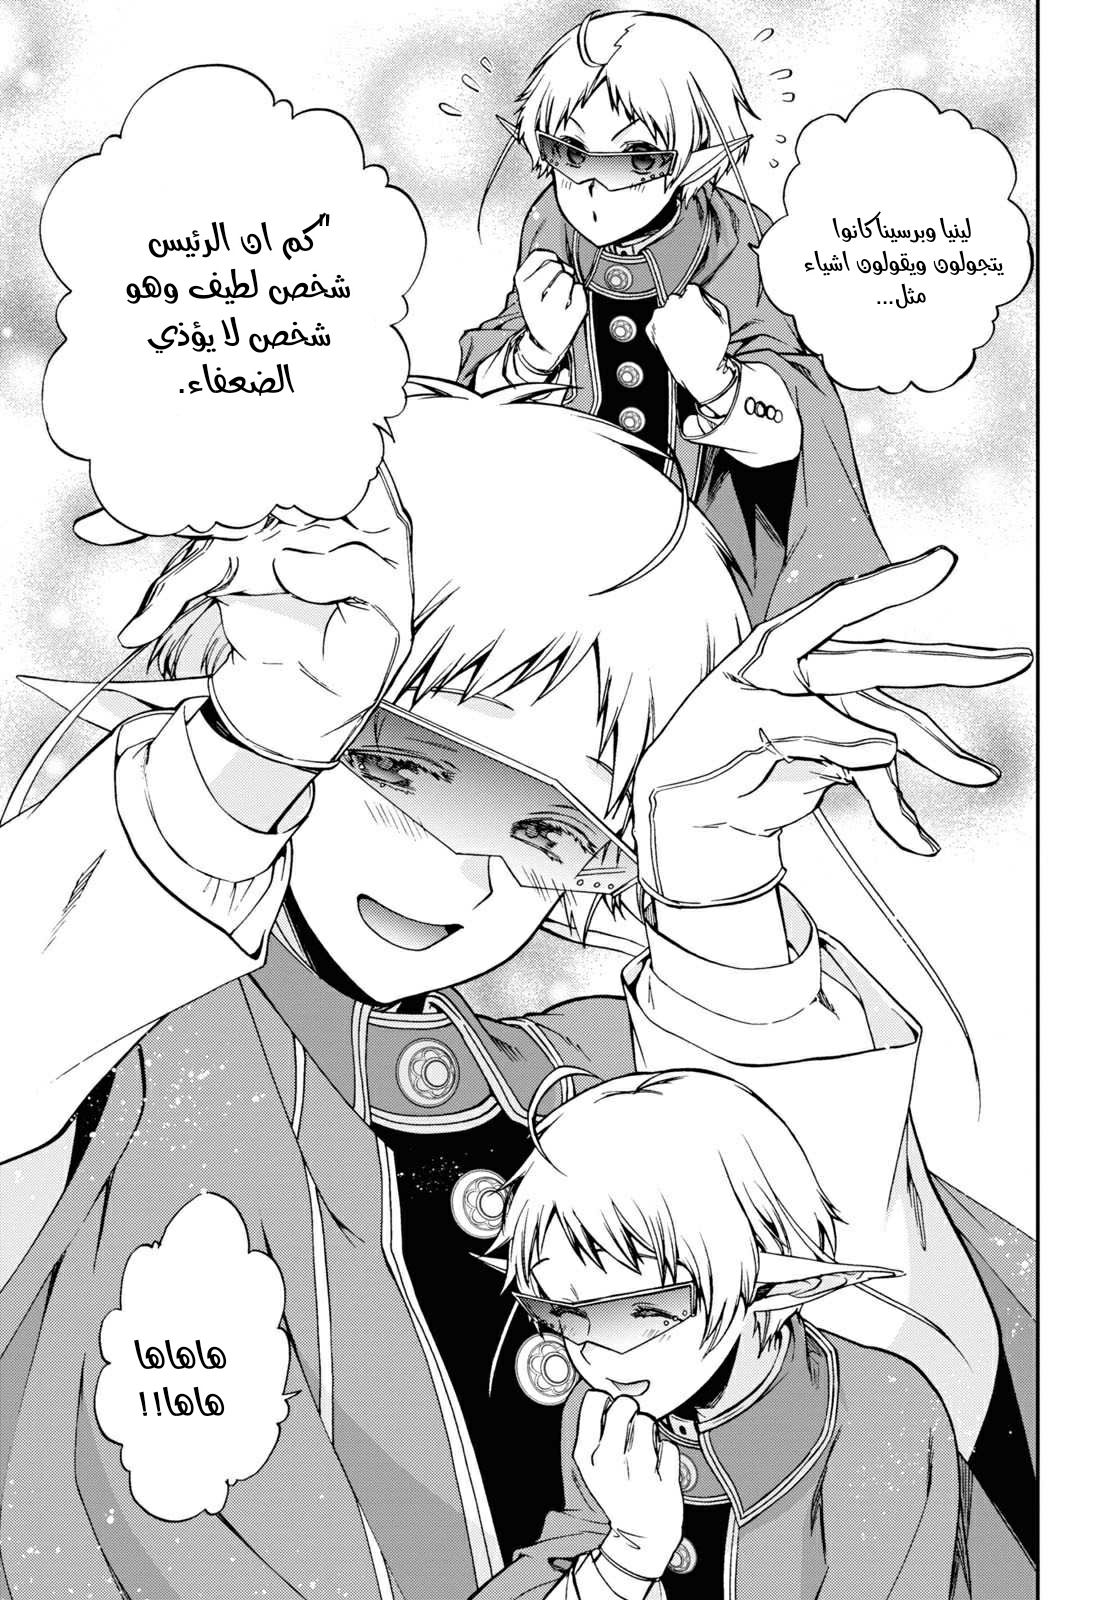 لينيا وبرسيناكانوا
يتجولون ويقولون اشياء
مثل...
"كم ان الرئيس
شخص لطيف وهو
شخص لا يؤذي
الضعفاء.
هاهاها
هاها!!